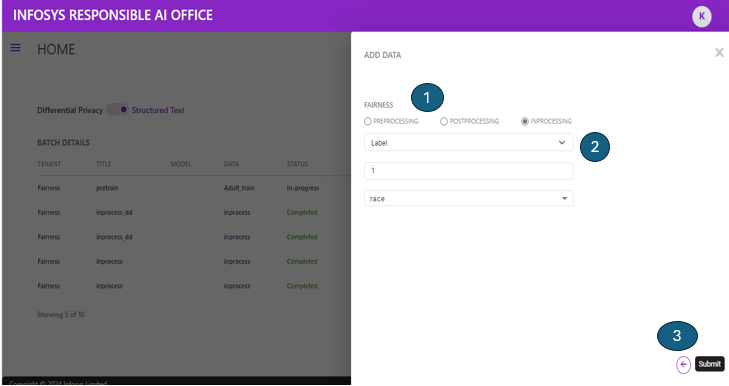 INFOSYS RESPONSIBLE AI OFFICE
K
HOME
Differential Privacy Structured Text
BATCH DETAILS
TENANT TITLE MODEL DATA STATUS
Fairness pretrain Adult_train In-progress
Fairness inprocess_dd inprocess Completed
Fairness inprocess_dd inprocess Completed
Fairness inprocess inprocess Completed
Fairness inprocess inprocess Completed
Showing 5 of 10
Copyright © 2024 Infosys Limited
ADD DATA
X
1
FAIRNESS
PREPROCESSING POSTPROCESSING INPROCESSING
Label
2
1
race
3
Submit